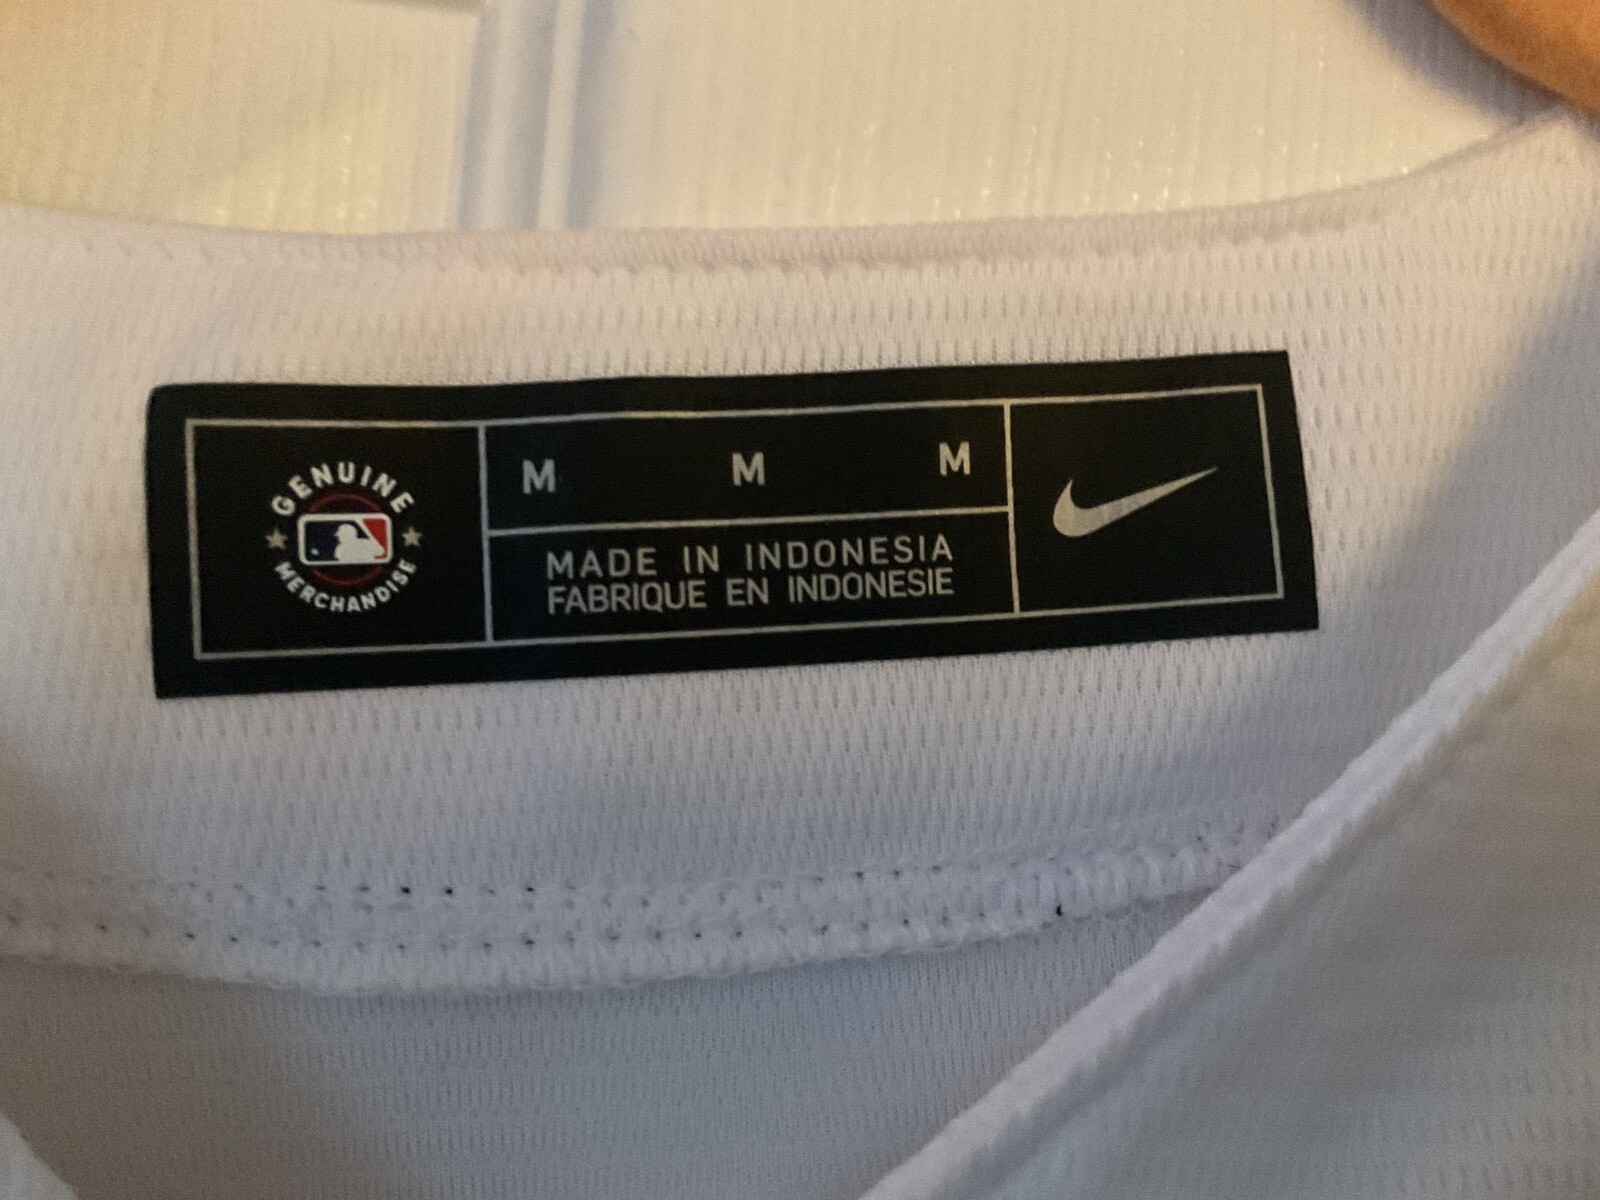 GENUINE
MERCHANDISE
M M M
MADE IN INDONESIA
FABRIQUE EN INDONESIE